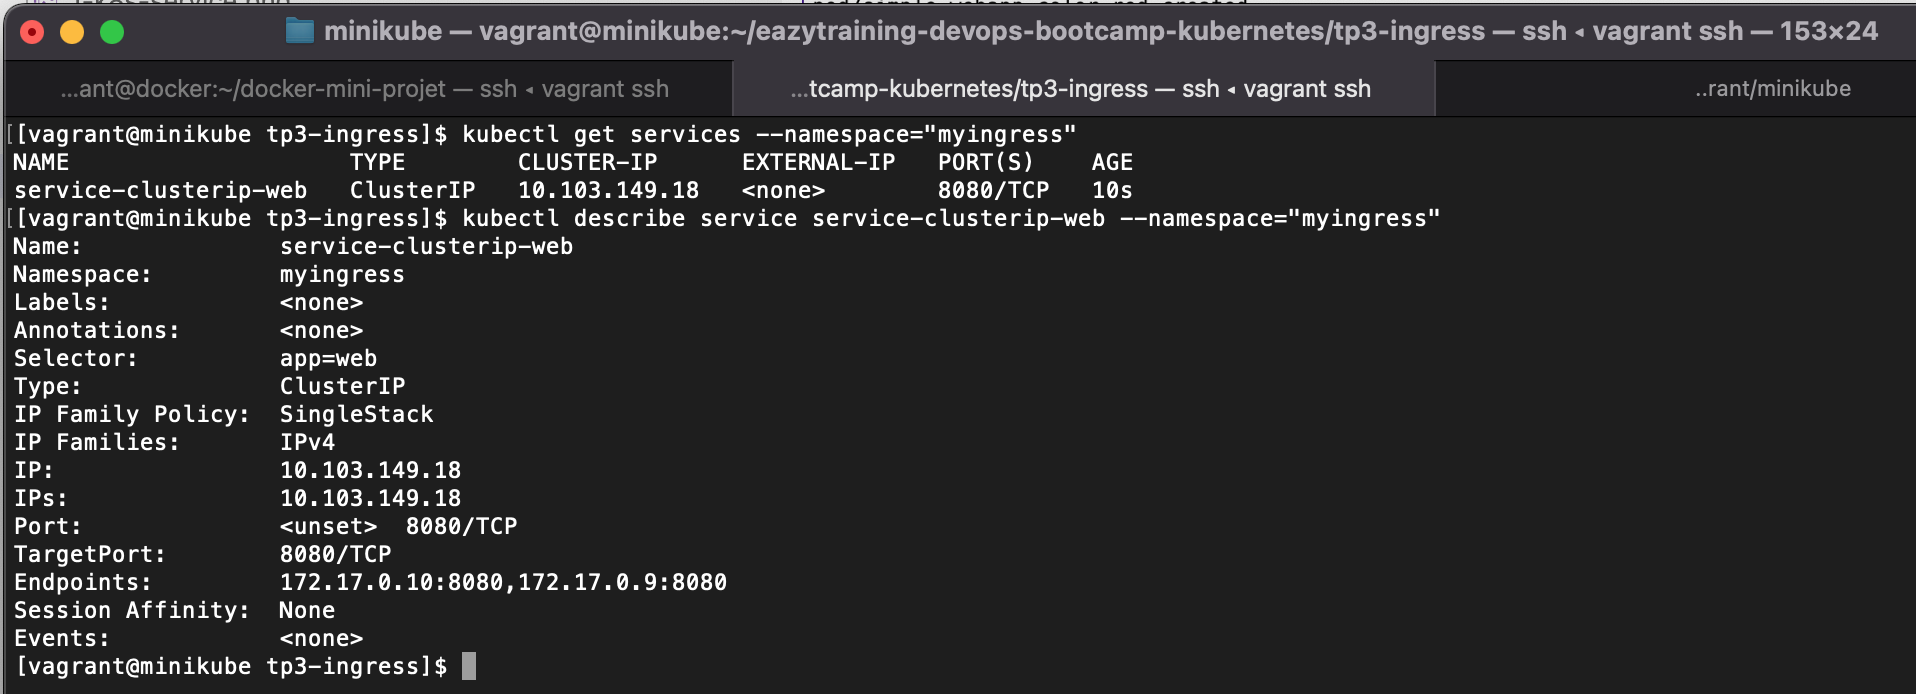 minikube — vagrant@minikube:~/eazytraining-devops-bootcamp-kubernetes/tp3-ingress — ssh ◂ vagrant ssh — 153×24
...ant@docker:~/docker-mini-projet — ssh ◂ vagrant ssh
...tcamp-kubernetes/tp3-ingress — ssh ◂ vagrant ssh
..rant/minikube
[[vagrant@minikube tp3-ingress]$ kubectl get services --namespace="myingress"
NAME                    TYPE        CLUSTER-IP      EXTERNAL-IP   PORT(S)    AGE
service-clusterip-web   ClusterIP   10.103.149.18   <none>        8080/TCP   10s
[[vagrant@minikube tp3-ingress]$ kubectl describe service service-clusterip-web --namespace="myingress"
Name:              service-clusterip-web
Namespace:         myingress
Labels:            <none>
Annotations:       <none>
Selector:          app=web
Type:              ClusterIP
IP Family Policy:  SingleStack
IP Families:       IPv4
IP:                10.103.149.18
IPs:               10.103.149.18
Port:              <unset>  8080/TCP
TargetPort:        8080/TCP
Endpoints:         172.17.0.10:8080,172.17.0.9:8080
Session Affinity:  None
Events:            <none>
[vagrant@minikube tp3-ingress]$